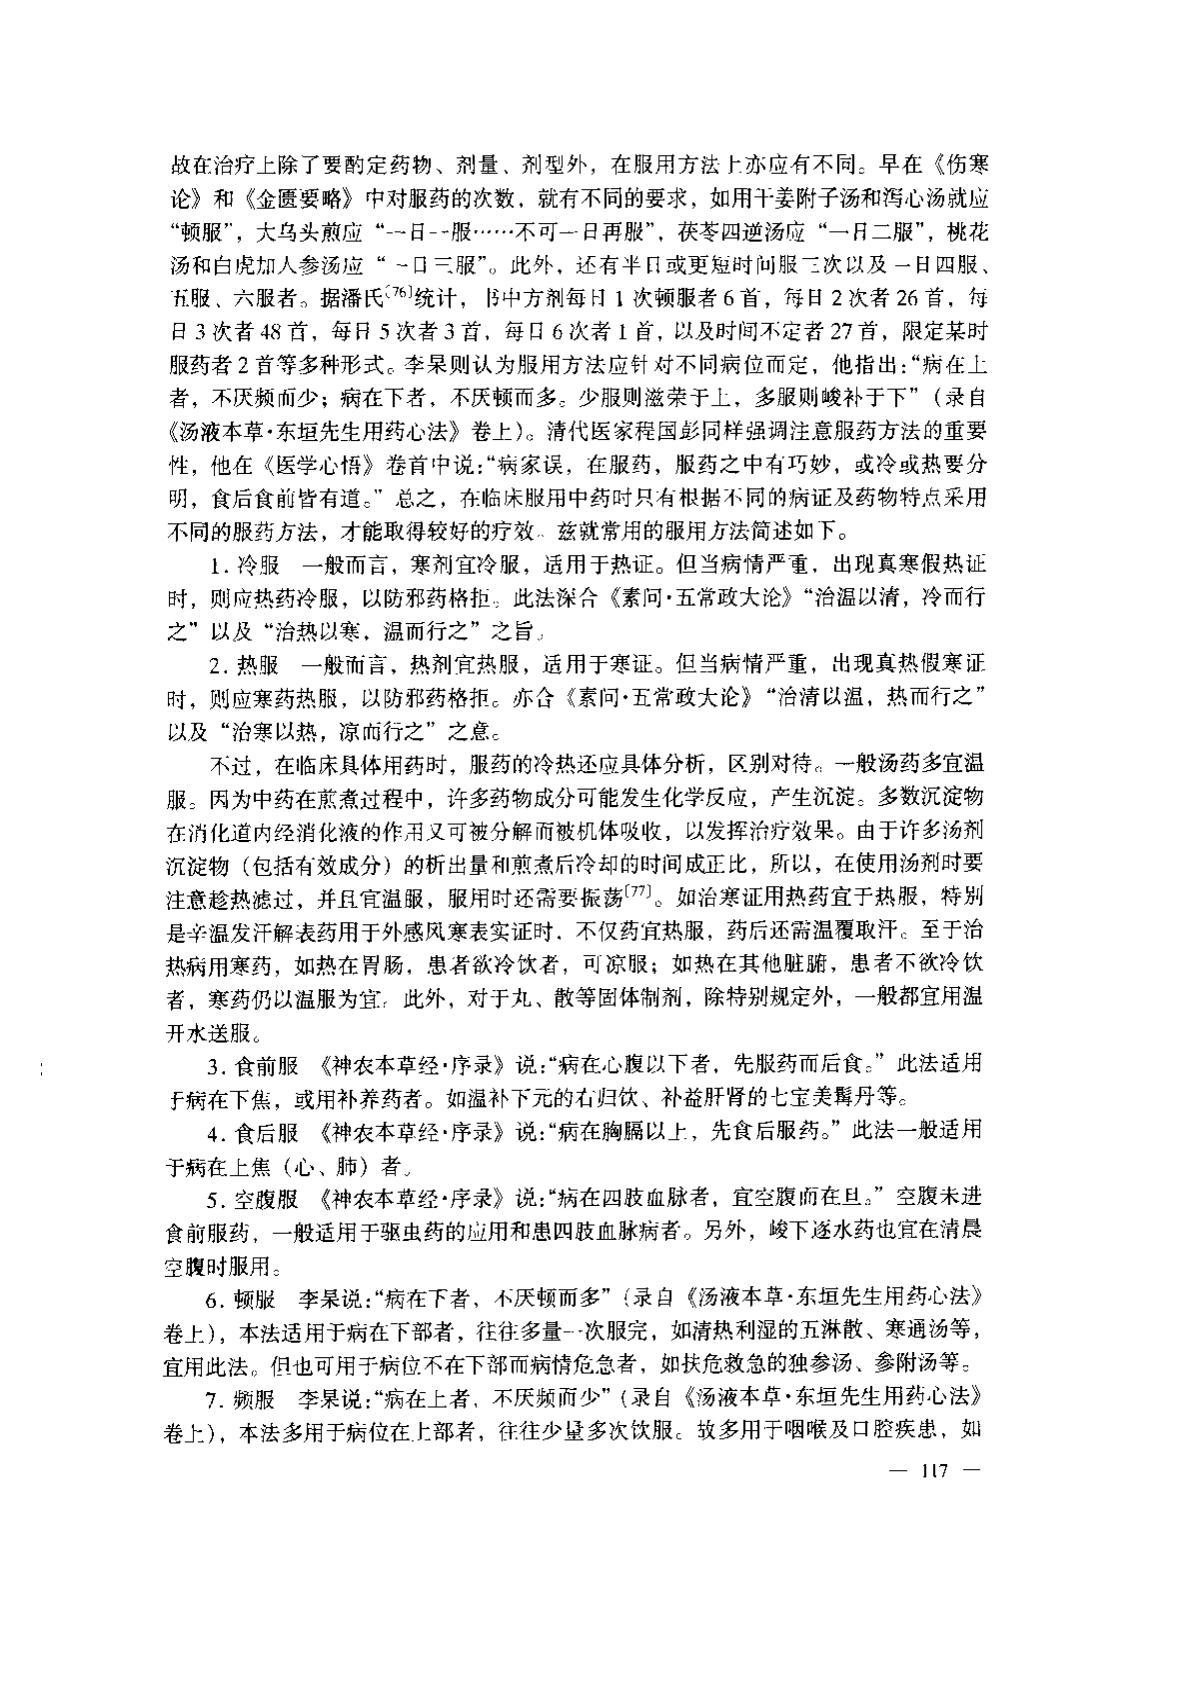 故在治疗上除了要酌定药物、剂量、剂型外，在服用方法上亦应有不同。早在《伤寒
论》和《金匮要略》中对服药的次数，就有不同的要求，如用干姜附子汤和泻心汤就应
“顿服”，大乌头煎应“一日一服……不可一日再服”，茯苓四逆汤应“一日二服”，桃花
汤和白虎加人参汤应“一日三服”。此外，还有半日或更短时间服三次以及一日四服、
五服、六服者。据潘氏〔76〕统计，书中方剂每日1次顿服者6首，每日2次者26首，每
日3次者48首，每日5次者3首，每日6次者1首，以及时间不定者27首，限定某时
服药者2首等多种形式。李杲则认为服用方法应针对不同病位而定，他指出：“病在上
者，不厌频而少；病在下者，不厌顿而多。少服则滋荣于上，多服则峻补于下”（录自
《汤液本草·东垣先生用药心法》卷上）。清代医家程国彭同样强调注意服药方法的重要
性，他在《医学心悟》卷首中说：“病家误，在服药，服药之中有巧妙，或冷或热要分
明，食后食前皆有道。”总之，在临床服用中药时只有根据不同的病证及药物特点采用
不同的服药方法，才能取得较好的疗效。兹就常用的服用方法简述如下。
1. 冷服　一般而言，寒剂宜冷服，适用于热证。但当病情严重，出现真寒假热证
时，则应热药冷服，以防邪药格拒。此法深合《素问·五常政大论》“治温以清，冷而行
之”以及“治热以寒，温而行之”之旨。
2. 热服　一般而言，热剂宜热服，适用于寒证。但当病情严重，出现真热假寒证
时，则应寒药热服，以防邪药格拒。亦合《素问·五常政大论》“治清以温，热而行之”
以及“治寒以热，凉而行之”之意。
不过，在临床具体用药时，服药的冷热还应具体分析，区别对待。一般汤药多宜温
服。因为中药在煎煮过程中，许多药物成分可能发生化学反应，产生沉淀。多数沉淀物
在消化道内经消化液的作用又可被分解而被机体吸收，以发挥治疗效果。由于许多汤剂
沉淀物（包括有效成分）的析出量和煎煮后冷却的时间成正比，所以，在使用汤剂时要
注意趁热滤过，并且宜温服，服用时还需要振荡〔77〕。如治寒证用热药宜于热服，特别
是辛温发汗解表药用于外感风寒表实证时，不仅药宜热服，药后还需温覆取汗。至于治
热病用寒药，如热在胃肠，患者欲冷饮者，可凉服；如热在其他脏腑，患者不欲冷饮
者，寒药仍以温服为宜。此外，对于丸、散等固体制剂，除特别规定外，一般都宜用温
开水送服。
3. 食前服　《神农本草经·序录》说：“病在心腹以下者，先服药而后食。”此法适用
于病在下焦，或用补养药者。如温补下元的右归饮、补益肝肾的七宝美髯丹等。
4. 食后服　《神农本草经·序录》说：“病在胸膈以上，先食后服药。”此法一般适用
于病在上焦（心、肺）者。
5. 空腹服　《神农本草经·序录》说：“病在四肢血脉者，宜空腹而在旦。”空腹未进
食前服药，一般适用于驱虫药的应用和患四肢血脉病者。另外，峻下逐水药也宜在清晨
空腹时服用。
6. 顿服　李杲说：“病在下者，不厌顿而多”（录自《汤液本草·东垣先生用药心法》
卷上），本法适用于病在下部者，往往多量一次服完，如清热利湿的五淋散、寒通汤等，
宜用此法。但也可用于病位不在下部而病情危急者，如扶危救急的独参汤、参附汤等。
7. 频服　李杲说：“病在上者，不厌频而少”（录自《汤液本草·东垣先生用药心法》
卷上），本法多用于病位在上部者，往往少量多次饮服。故多用于咽喉及口腔疾患，如
— 117 —